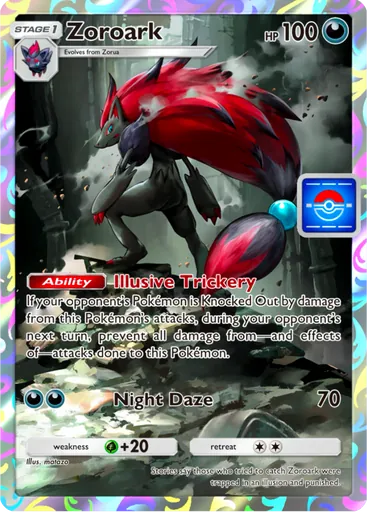 STAGE 1
Zoroark
HP 100
Evolves from Zorua
Ability Illusive Trickery
If your opponent's Pokémon is Knocked Out by damage
from this Pokémon's attacks, during your opponent's
next turn, prevent all damage from—and effects
of—attacks done to this Pokémon.
Night Daze 70
weakness +20 retreat
Illus. matazo
Stories say those who tried to catch Zoroark were
trapped in an illusion and punished.